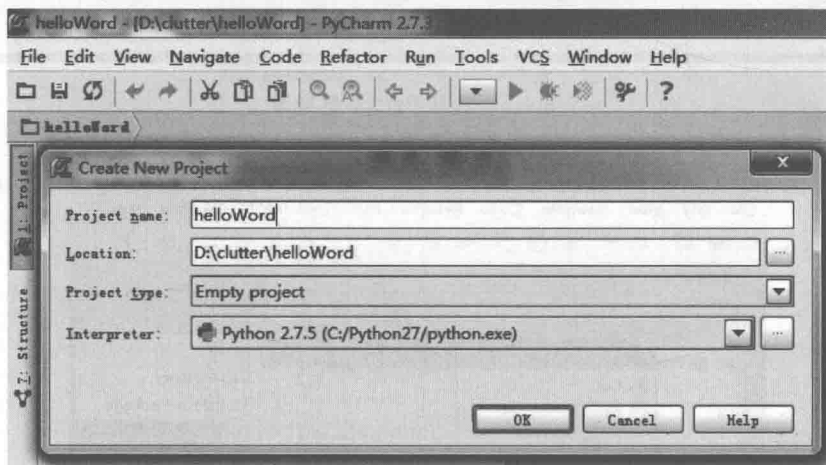 helloWord - [D:\clutter\helloWord] - PyCharm 2.7.3
File Edit View Navigate Code Refactor Run Tools VCS Window Help
helloWord
1: Project
7: Structure
Create New Project
Project name: helloWord
Location: D:\clutter\helloWord
Project type: Empty project
Interpreter: Python 2.7.5 (C:/Python27/python.exe)
OK Cancel Help